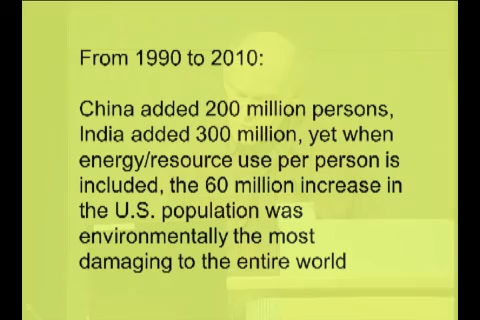 From 1990 to 2010:
China added 200 million persons,
India added 300 million, yet when
energy/resource use per person is
included, the 60 million increase in
the U.S. population was
environmentally the most
damaging to the entire world